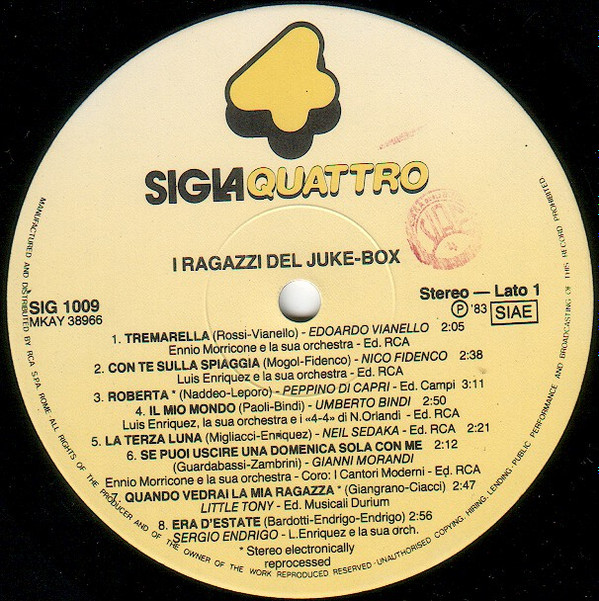 SIGLAQUATTRO
I RAGAZZI DEL JUKE-BOX
SIAE
SIG 1009
MKAY 38966
Stereo — Lato 1
Ⓟ '83 SIAE
1. TREMARELLA (Rossi-Vianello) - EDOARDO VIANELLO 2:05
Ennio Morricone e la sua orchestra - Ed. RCA
2. CON TE SULLA SPIAGGIA (Mogol-Fidenco) - NICO FIDENCO 2:38
Luis Enriquez e la sua orchestra - Ed. RCA
3. ROBERTA * (Naddeo-Leporo) - PEPPINO DI CAPRI - Ed. Campi 3:11
4. IL MIO MONDO (Paoli-Bindi) - UMBERTO BINDI 2:50
Luis Enriquez, la sua orchestra e i «4-4» di N.Orlandi - Ed. RCA
5. LA TERZA LUNA (Migliacci-Enriquez) - NEIL SEDAKA - Ed. RCA 2:21
6. SE PUOI USCIRE UNA DOMENICA SOLA CON ME 2:12
(Guardabassi-Zambrini) - GIANNI MORANDI
Ennio Morricone e la sua orchestra - Coro: I Cantori Moderni - Ed. RCA
7. QUANDO VEDRAI LA MIA RAGAZZA * (Giangrano-Ciacci) 2:47
LITTLE TONY - Ed. Musicali Durium
8. ERA D'ESTATE (Bardotti-Endrigo-Endrigo) 2:56
SERGIO ENDRIGO - L.Enriquez e la sua orch.
* Stereo electronically
reprocessed
MANUFACTURED AND DISTRIBUTED BY RCA S.P.A. ROME ALL RIGHTS OF THE PRODUCER AND OF THE OWNER OF THE WORK REPRODUCED RESERVED - UNAUTHORISED COPYING, HIRING, LENDING, PUBLIC PERFORMANCE AND BROADCASTING OF THIS RECORD PROHIBITED.